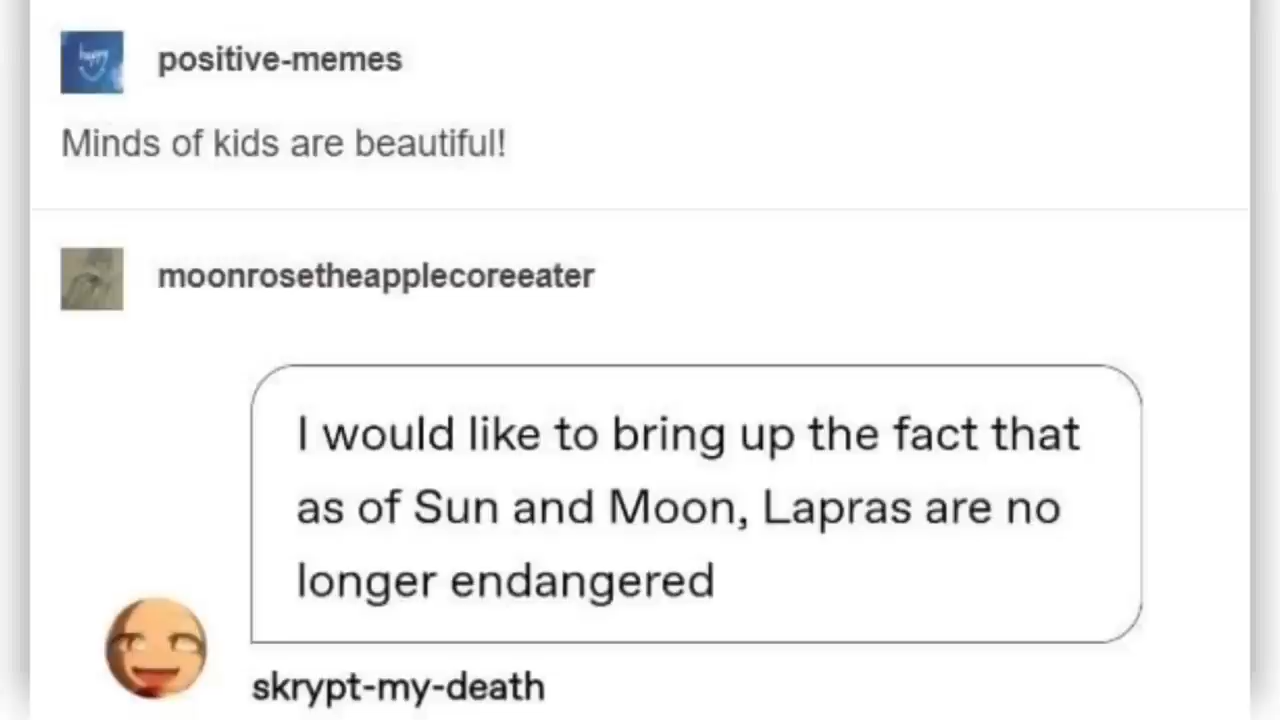 happy
positive-memes
Minds of kids are beautiful!
moonrosetheapplecoreeater
I would like to bring up the fact that
as of Sun and Moon, Lapras are no
longer endangered
skrypt-my-death